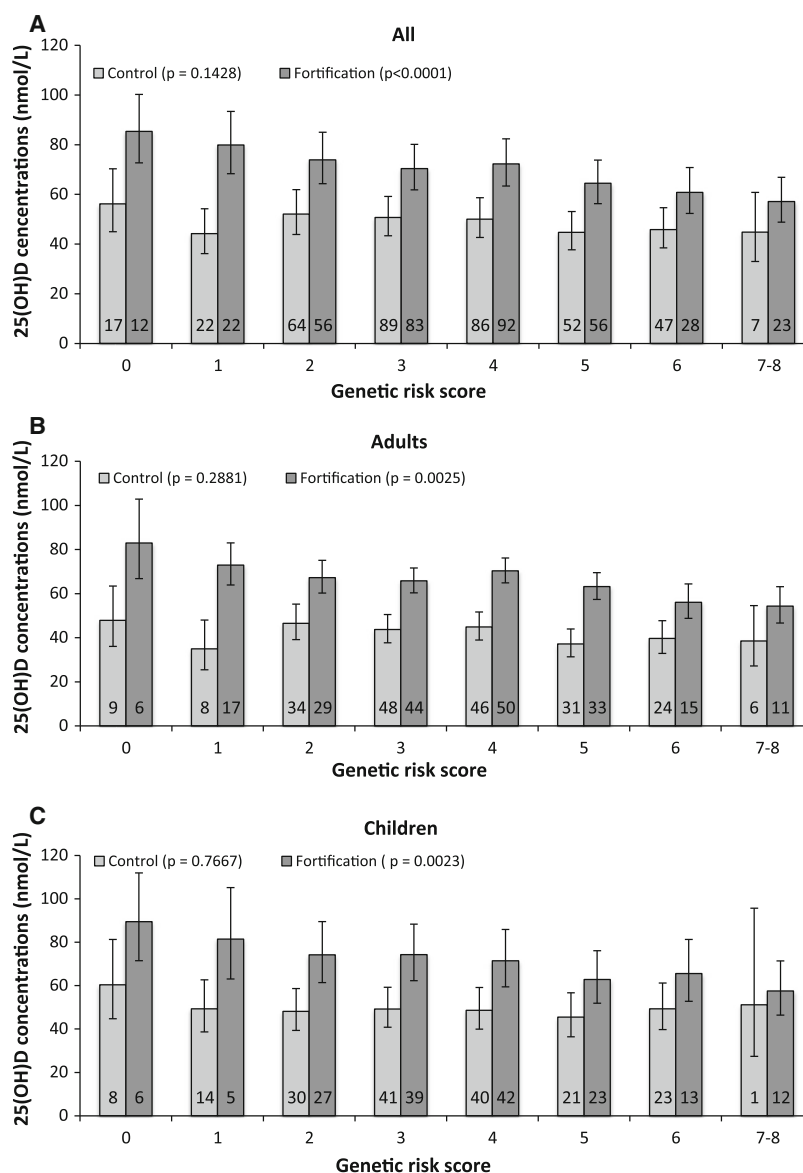 A
All
120
Control (p = 0.1428) Fortification (p<0.0001)
100
80
60
40
20
0
25(OH)D cencentrations (nmol/L)
17 12 22 22 64 56 89 83 86 92 52 56 47 28 7 23
0 1 2 3 4 5 6 7-8
Genetic risk score
B
Adults
120
Control (p = 0.2881) Fortification (p = 0.0025)
100
80
60
40
20
0
25(OH)D concentrations (nmol/L)
9 6 8 17 34 29 48 44 46 50 31 33 24 15 6 11
0 1 2 3 4 5 6 7-8
Genetic risk score
C
Children
120
Control (p = 0.7667) Fortification ( p = 0.0023)
100
80
60
40
20
0
25(OH)D concentrations (nmol/L)
8 6 14 5 30 27 41 39 40 42 21 23 23 13 1 12
0 1 2 3 4 5 6 7-8
Genetic risk score